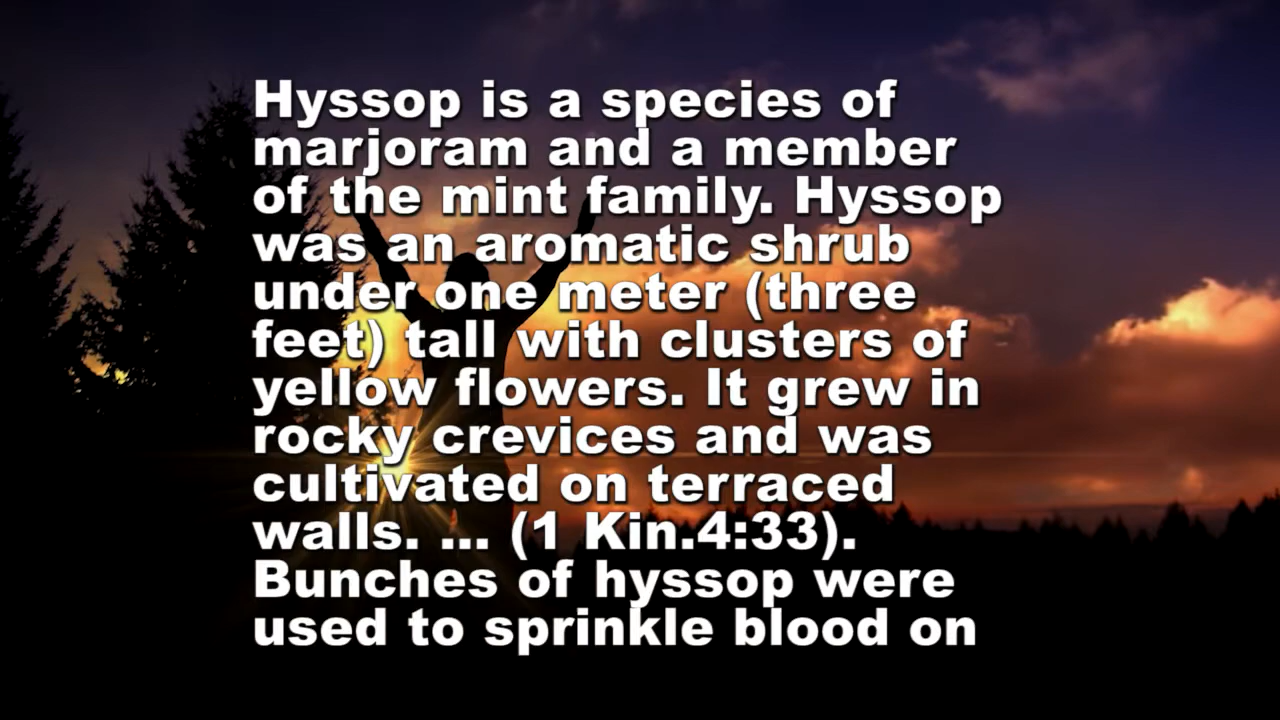 Hyssop is a species of
marjoram and a member
of the mint family. Hyssop
was an aromatic shrub
under one meter (three
feet) tall with clusters of
yellow flowers. It grew in
rocky crevices and was
cultivated on terraced
walls. ... (1 Kin.4:33).
Bunches of hyssop were
used to sprinkle blood on